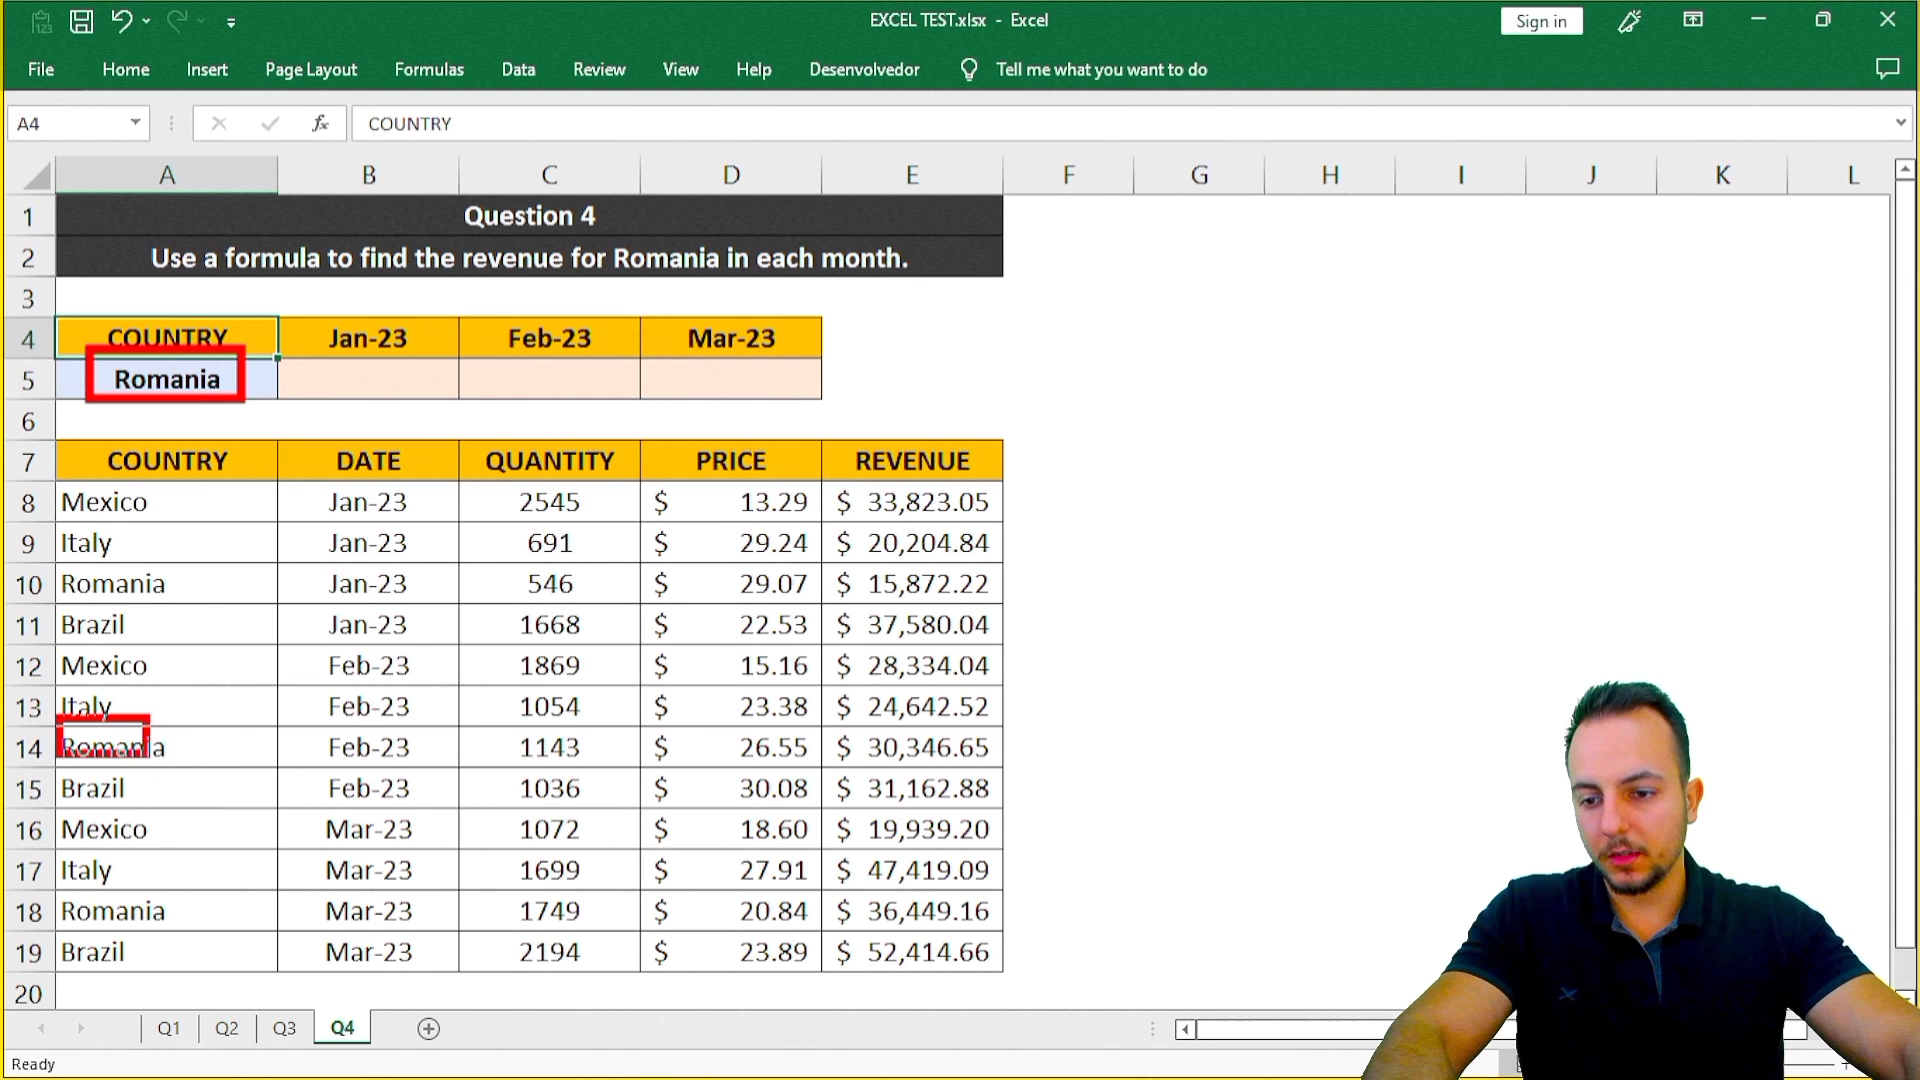 EXCEL TEST.xlsx - Excel
Sign in
File Home Insert Page Layout Formulas Data Review View Help Desenvolvedor Tell me what you want to do
A4 fx COUNTRY
A B C D E F G H I J K L
1 Question 4
2 Use a formula to find the revenue for Romania in each month.
3
4 COUNTRY Jan-23 Feb-23 Mar-23
5 Romania
6
7 COUNTRY DATE QUANTITY PRICE REVENUE
8 Mexico Jan-23 2545 $ 13.29 $ 33,823.05
9 Italy Jan-23 691 $ 29.24 $ 20,204.84
10 Romania Jan-23 546 $ 29.07 $ 15,872.22
11 Brazil Jan-23 1668 $ 22.53 $ 37,580.04
12 Mexico Feb-23 1869 $ 15.16 $ 28,334.04
13 Italy Feb-23 1054 $ 23.38 $ 24,642.52
14 Romania Feb-23 1143 $ 26.55 $ 30,346.65
15 Brazil Feb-23 1036 $ 30.08 $ 31,162.88
16 Mexico Mar-23 1072 $ 18.60 $ 19,939.20
17 Italy Mar-23 1699 $ 27.91 $ 47,419.09
18 Romania Mar-23 1749 $ 20.84 $ 36,449.16
19 Brazil Mar-23 2194 $ 23.89 $ 52,414.66
20
Q1 Q2 Q3 Q4
Ready